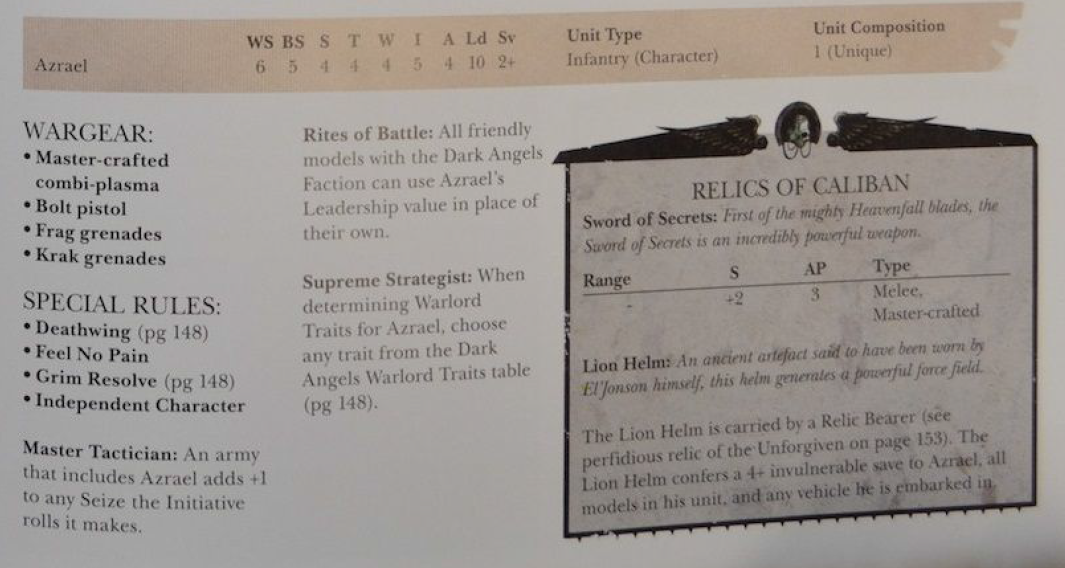 WS BS S T W I A Ld Sv
Unit Type
Unit Composition
Azrael 6 5 4 4 4 5 4 10 2+
Infantry (Character)
1 (Unique)
WARGEAR:
• Master-crafted
combi-plasma
• Bolt pistol
• Frag grenades
• Krak grenades
SPECIAL RULES:
• Deathwing (pg 148)
• Feel No Pain
• Grim Resolve (pg 148)
• Independent Character
Master Tactician: An army
that includes Azrael adds +1
to any Seize the Initiative
rolls it makes.
Rites of Battle: All friendly
models with the Dark Angels
Faction can use Azrael's
Leadership value in place of
their own.
Supreme Strategist: When
determining Warlord
Traits for Azrael, choose
any trait from the Dark
Angels Warlord Traits table
(pg 148).
RELICS OF CALIBAN
Sword of Secrets: First of the mighty Heavenfall blades, the
Sword of Secrets is an incredibly powerful weapon.
Range S AP Type
- +2 3 Melee,
Master-crafted
Lion Helm: An ancient artefact said to have been worn by
El'Jonson himself, this helm generates a powerful force field.
The Lion Helm is carried by a Relic Bearer (see
perfidious relic of the Unforgiven on page 153). The
Lion Helm confers a 4+ invulnerable save to Azrael, all
models in his unit, and any vehicle he is embarked in.